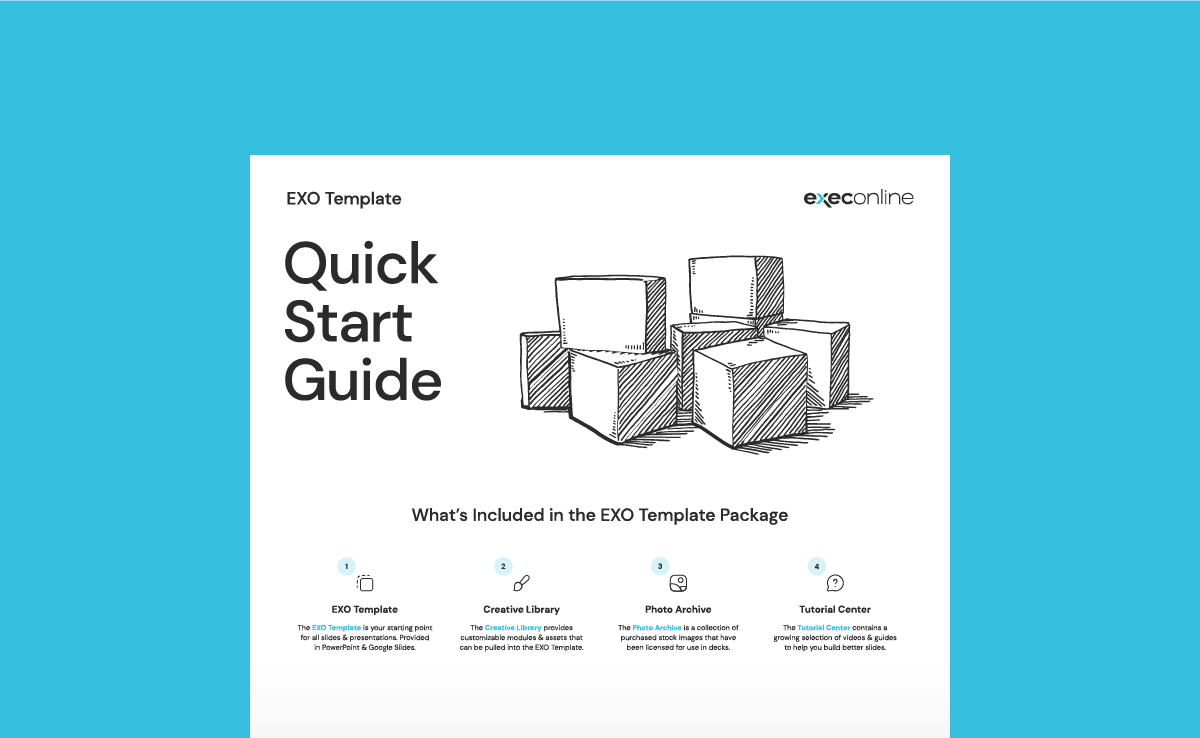 EXO Template
execonline
Quick
Start
Guide
What's Included in the EXO Template Package
1
EXO Template
The EXO Template is your starting point
for all slides & presentations. Provided
in PowerPoint & Google Slides.
2
Creative Library
The Creative Library provides
customizable modules & assets that
can be pulled into the EXO Template.
3
Photo Archive
The Photo Archive is a collection of
purchased stock images that have
been licensed for use in decks.
4
?
Tutorial Center
The Tutorial Center contains a
growing selection of videos & guides
to help you build better slides.